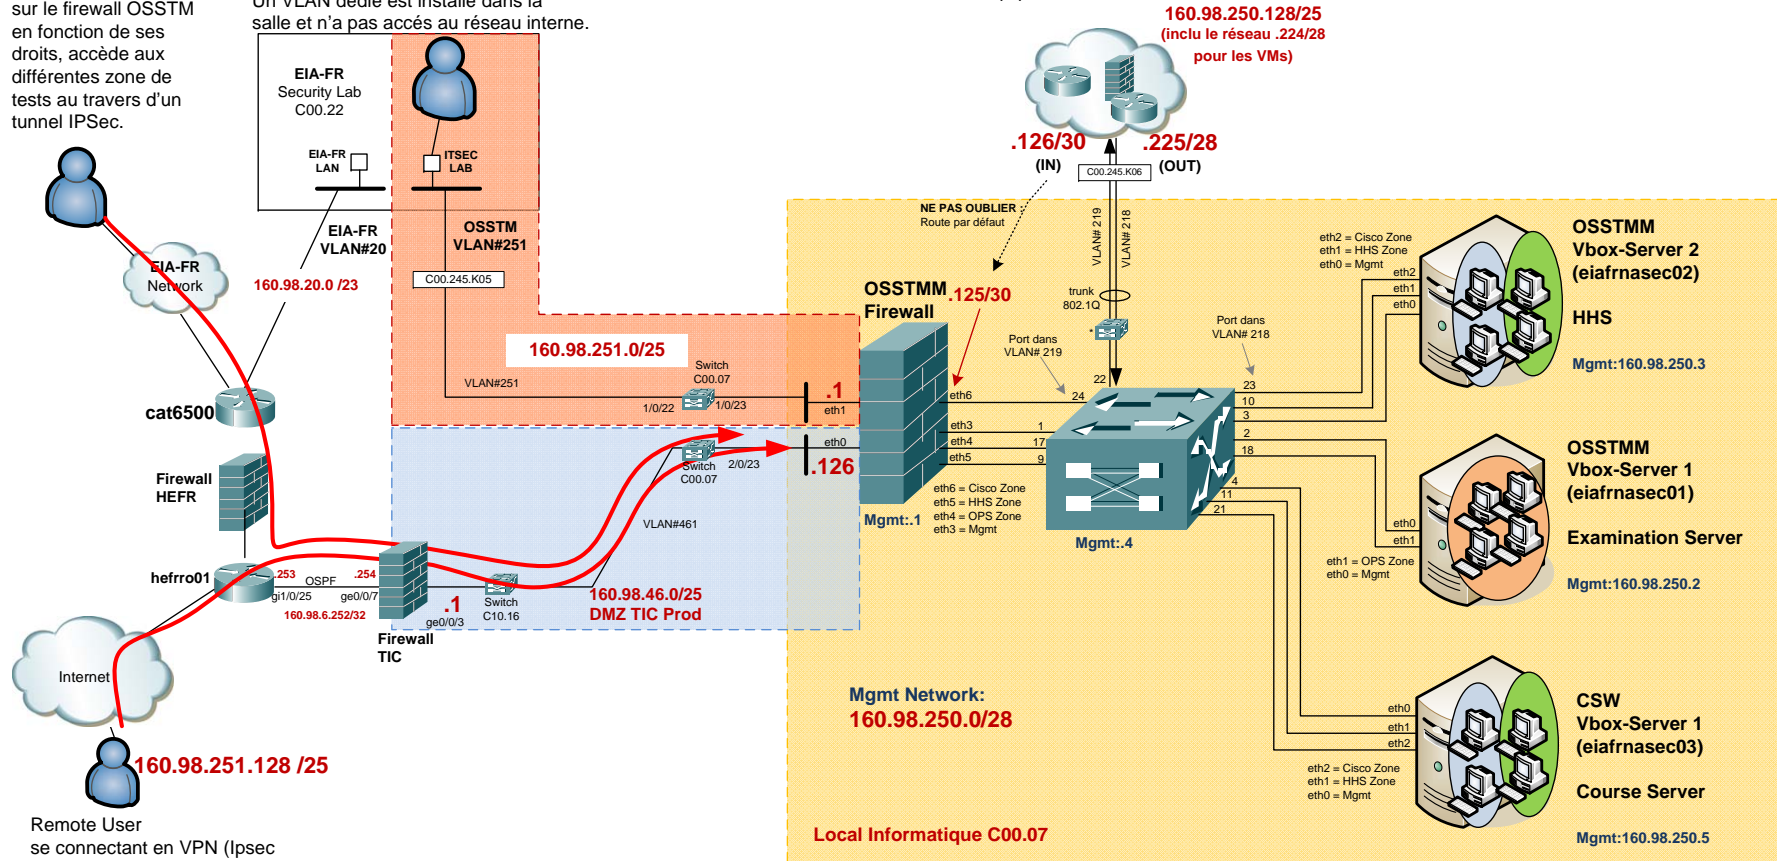 sur le firewall OSSTM
en fonction de ses
droits, accède aux
différentes zone de
tests au travers d'un
tunnel IPSec.
Un VLAN dédié est installé dans la
salle et n'a pas accés au réseau interne.
EIA-FR
Security Lab
C00.22
EIA-FR
LAN
ITSEC
LAB
EIA-FR
VLAN#20
OSSTM
VLAN#251
C00.245.K05
160.98.20.0 /23
EIA-FR
Network
cat6500
Firewall
HEFR
hefrro01
.253
OSPF
.254
gi1/0/25
ge0/0/7
160.98.6.252/32
Firewall
TIC
.1
ge0/0/3
Switch
C10.16
160.98.46.0/25
DMZ TIC Prod
VLAN#461
Internet
160.98.251.128 /25
Remote User
se connectant en VPN (Ipsec
160.98.251.0/25
VLAN#251
Switch
C00.07
1/0/22
1/0/23
.1
eth1
Switch
C00.07
2/0/23
eth0
.126
160.98.250.128/25
(inclu le réseau .224/28
pour les VMs)
.126/30
(IN)
.225/28
(OUT)
C00.245.K06
NE PAS OUBLIER :
Route par défaut
VLAN# 219
VLAN# 218
trunk
802.1Q
OSSTMM
Firewall
.125/30
Port dans
VLAN# 219
Port dans
VLAN# 218
eth6
eth3
eth4
eth5
24
22
1
17
9
23
10
3
2
18
4
11
21
eth6 = Cisco Zone
eth5 = HHS Zone
eth4 = OPS Zone
eth3 = Mgmt
Mgmt:.1
Mgmt:.4
eth2 = Cisco Zone
eth1 = HHS Zone
eth0 = Mgmt
eth2
eth1
eth0
OSSTMM
Vbox-Server 2
(eiafrnasec02)
HHS
Mgmt:160.98.250.3
eth0
eth1
eth1 = OPS Zone
eth0 = Mgmt
OSSTMM
Vbox-Server 1
(eiafrnasec01)
Examination Server
Mgmt:160.98.250.2
eth0
eth1
eth2
eth2 = Cisco Zone
eth1 = HHS Zone
eth0 = Mgmt
CSW
Vbox-Server 1
(eiafrnasec03)
Course Server
Mgmt:160.98.250.5
Mgmt Network:
160.98.250.0/28
Local Informatique C00.07